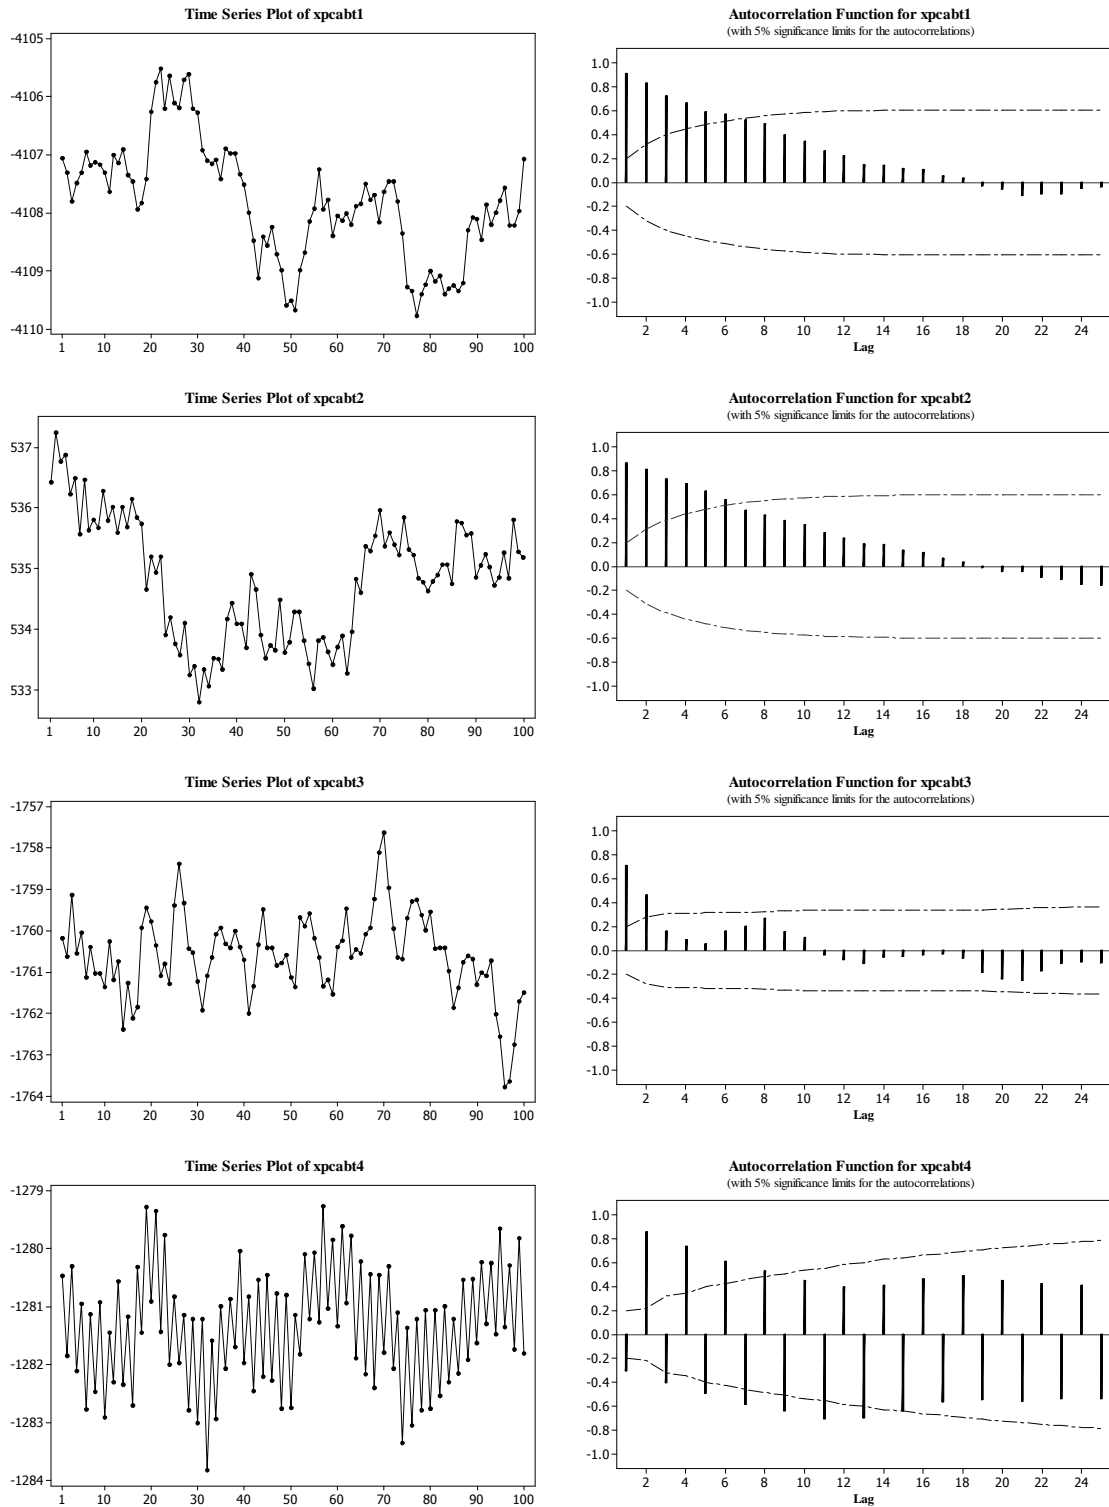 Time Series Plot of xpcabt1
-4105
-4106
-4107
-4108
-4109
-4110
1 10 20 30 40 50 60 70 80 90 100
Autocorrelation Function for xpcabt1
(with 5% significance limits for the autocorrelations)
1.0
0.8
0.6
0.4
0.2
0.0
-0.2
-0.4
-0.6
-0.8
-1.0
2 4 6 8 10 12 14 16 18 20 22 24
Lag
Time Series Plot of xpcabt2
537
536
535
534
533
1 10 20 30 40 50 60 70 80 90 100
Autocorrelation Function for xpcabt2
(with 5% significance limits for the autocorrelations)
1.0
0.8
0.6
0.4
0.2
0.0
-0.2
-0.4
-0.6
-0.8
-1.0
2 4 6 8 10 12 14 16 18 20 22 24
Lag
Time Series Plot of xpcabt3
-1757
-1758
-1759
-1760
-1761
-1762
-1763
-1764
1 10 20 30 40 50 60 70 80 90 100
Autocorrelation Function for xpcabt3
(with 5% significance limits for the autocorrelations)
1.0
0.8
0.6
0.4
0.2
0.0
-0.2
-0.4
-0.6
-0.8
-1.0
2 4 6 8 10 12 14 16 18 20 22 24
Lag
Time Series Plot of xpcabt4
-1279
-1280
-1281
-1282
-1283
-1284
1 10 20 30 40 50 60 70 80 90 100
Autocorrelation Function for xpcabt4
(with 5% significance limits for the autocorrelations)
1.0
0.8
0.6
0.4
0.2
0.0
-0.2
-0.4
-0.6
-0.8
-1.0
2 4 6 8 10 12 14 16 18 20 22 24
Lag